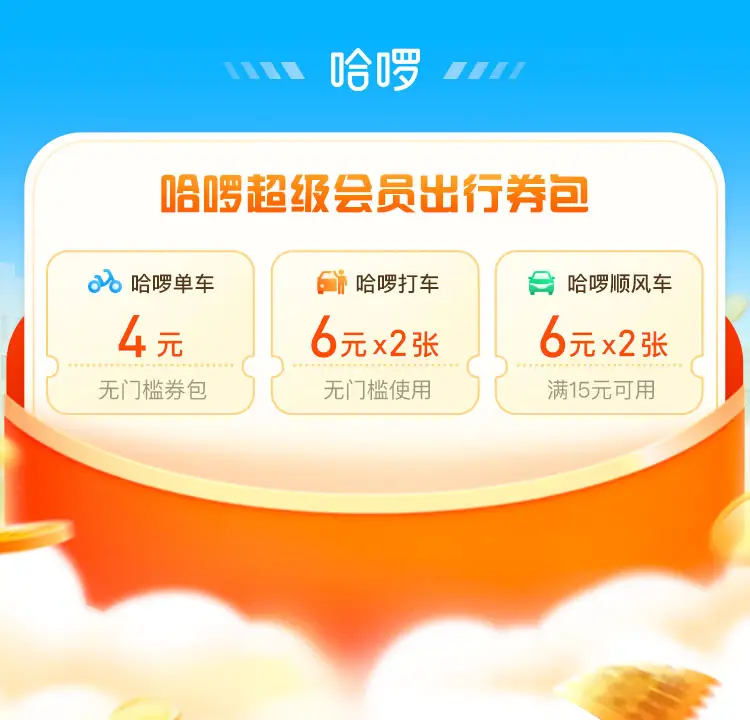 哈啰
哈啰超级会员出行券包
哈啰单车
4元
无门槛券包
哈啰打车
6元x2张
无门槛使用
哈啰顺风车
6元x2张
满15元可用